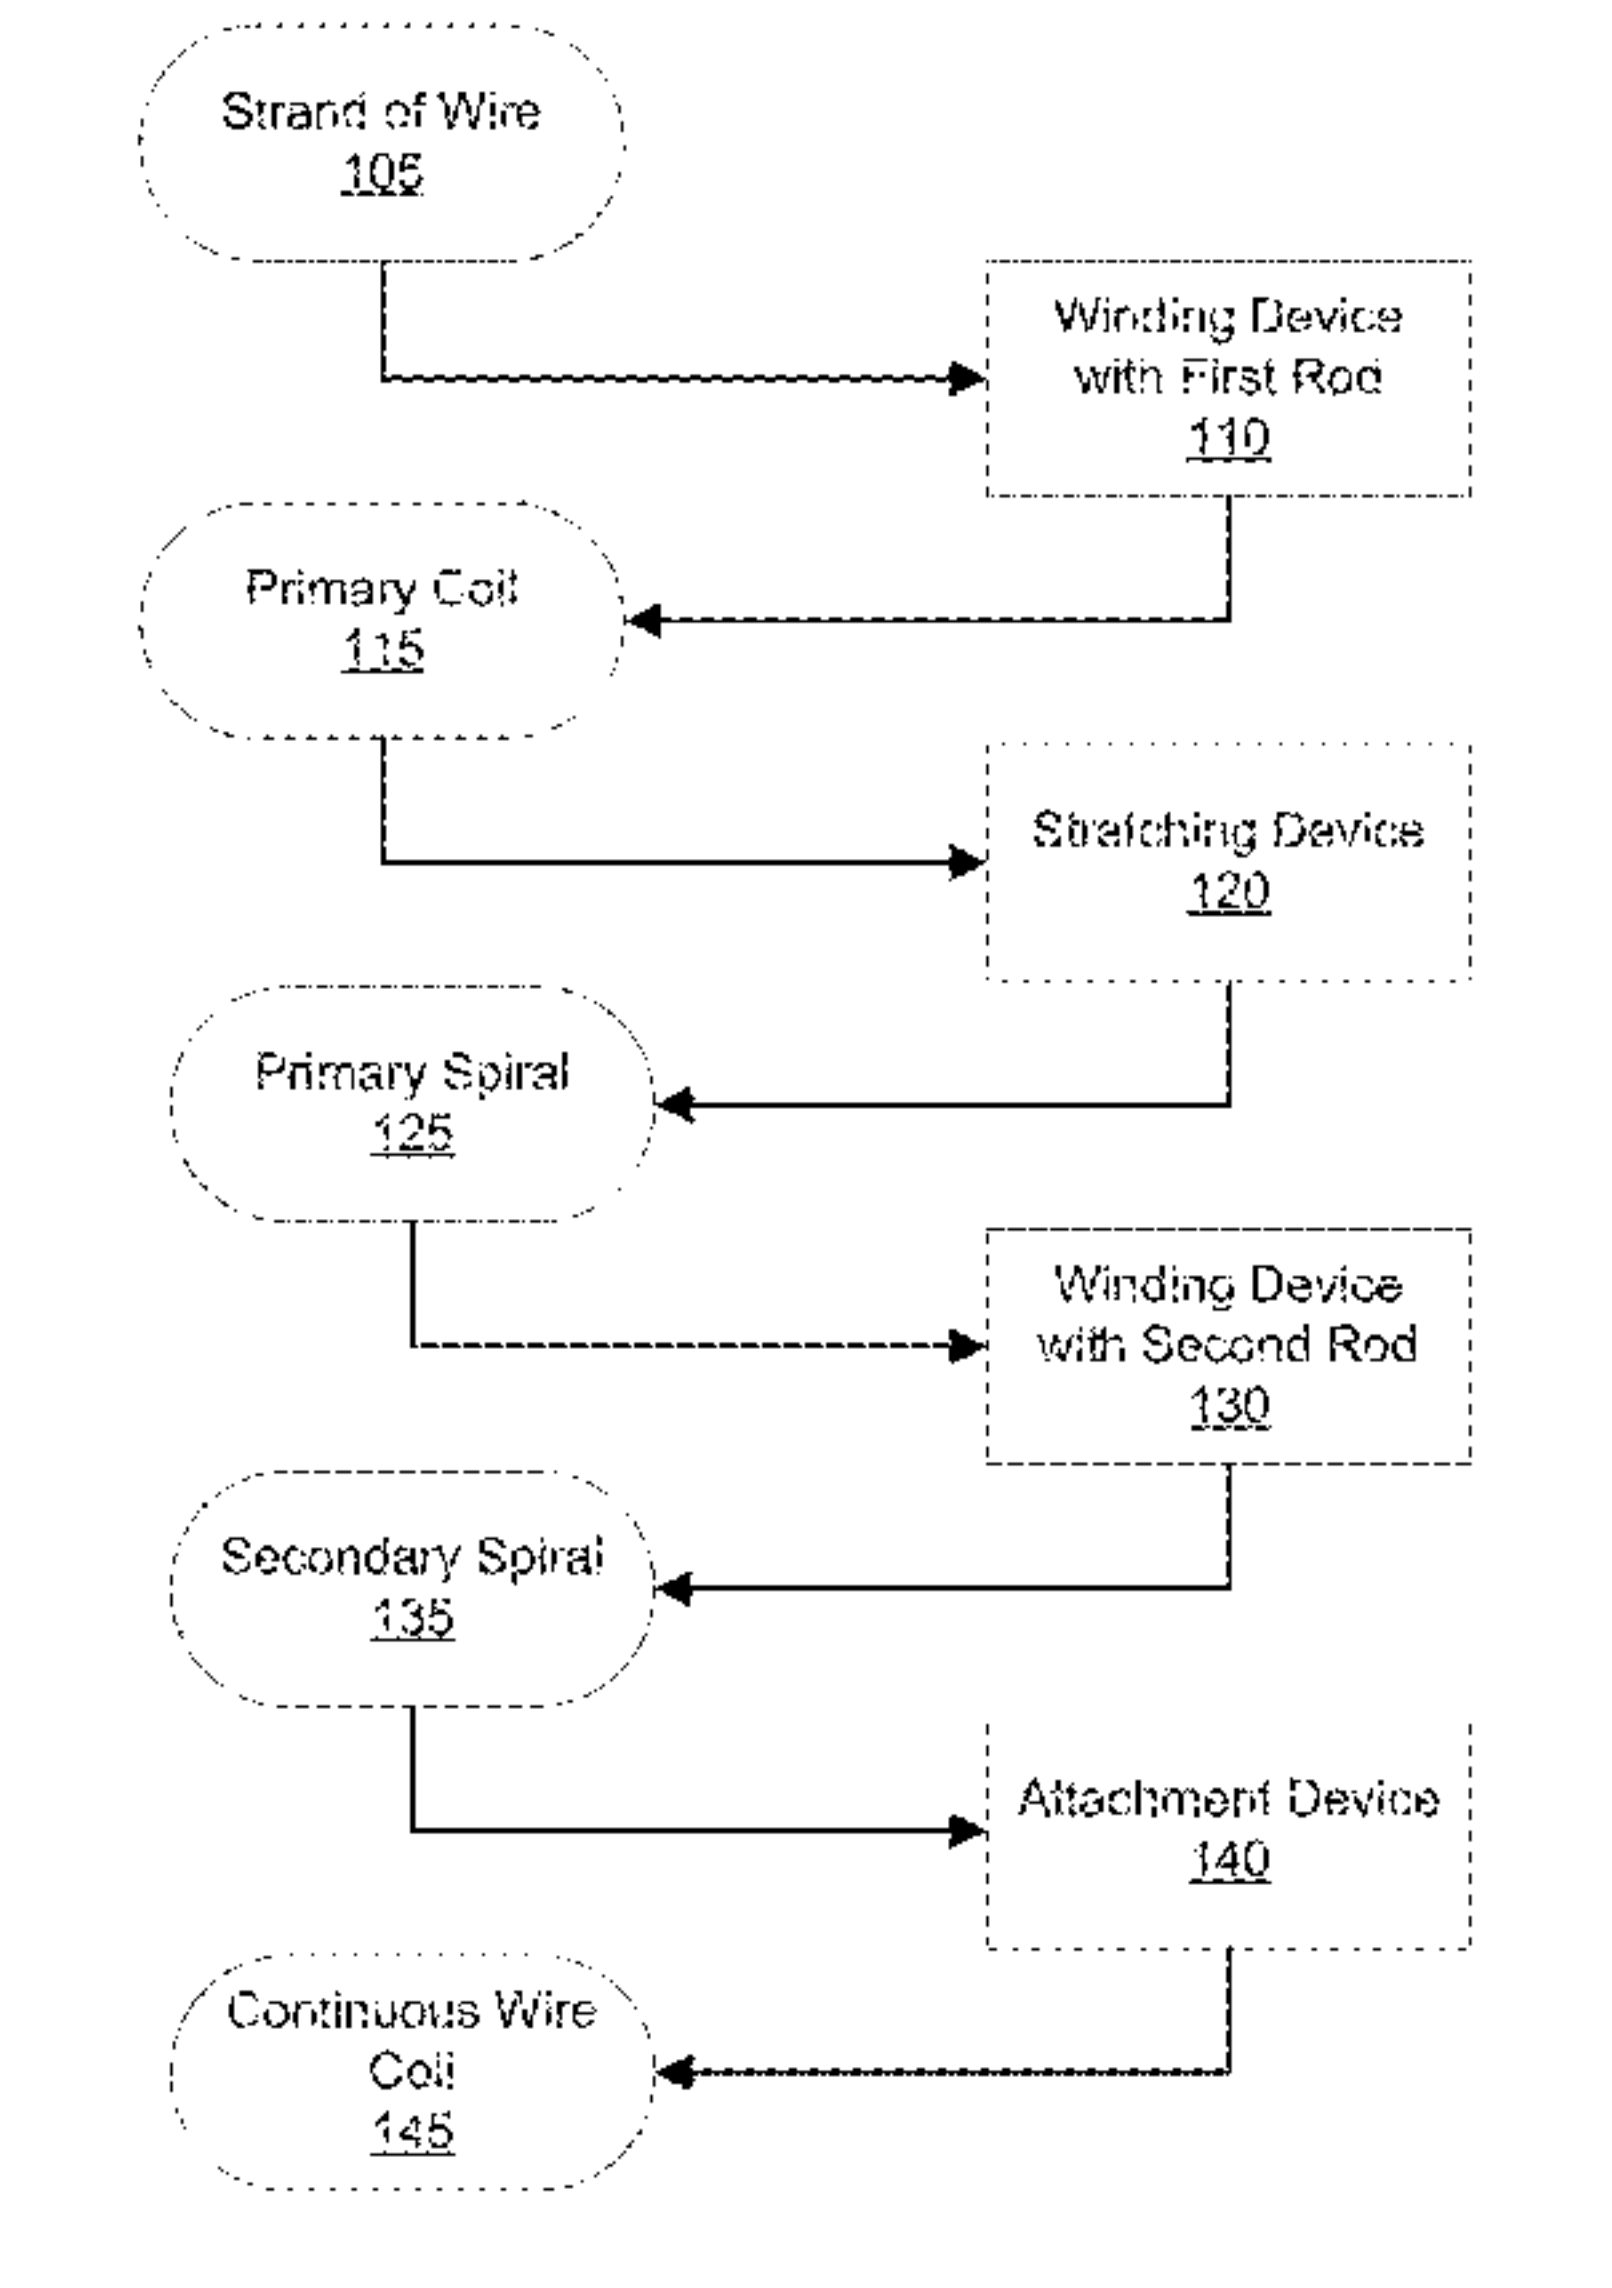 Strand of Wire
105
Winding Device
with First Rod
110
Primary Coil
115
Stretching Device
120
Primary Spiral
125
Winding Device
with Second Rod
130
Secondary Spiral
135
Attachment Device
140
Continuous Wire
Coil
145